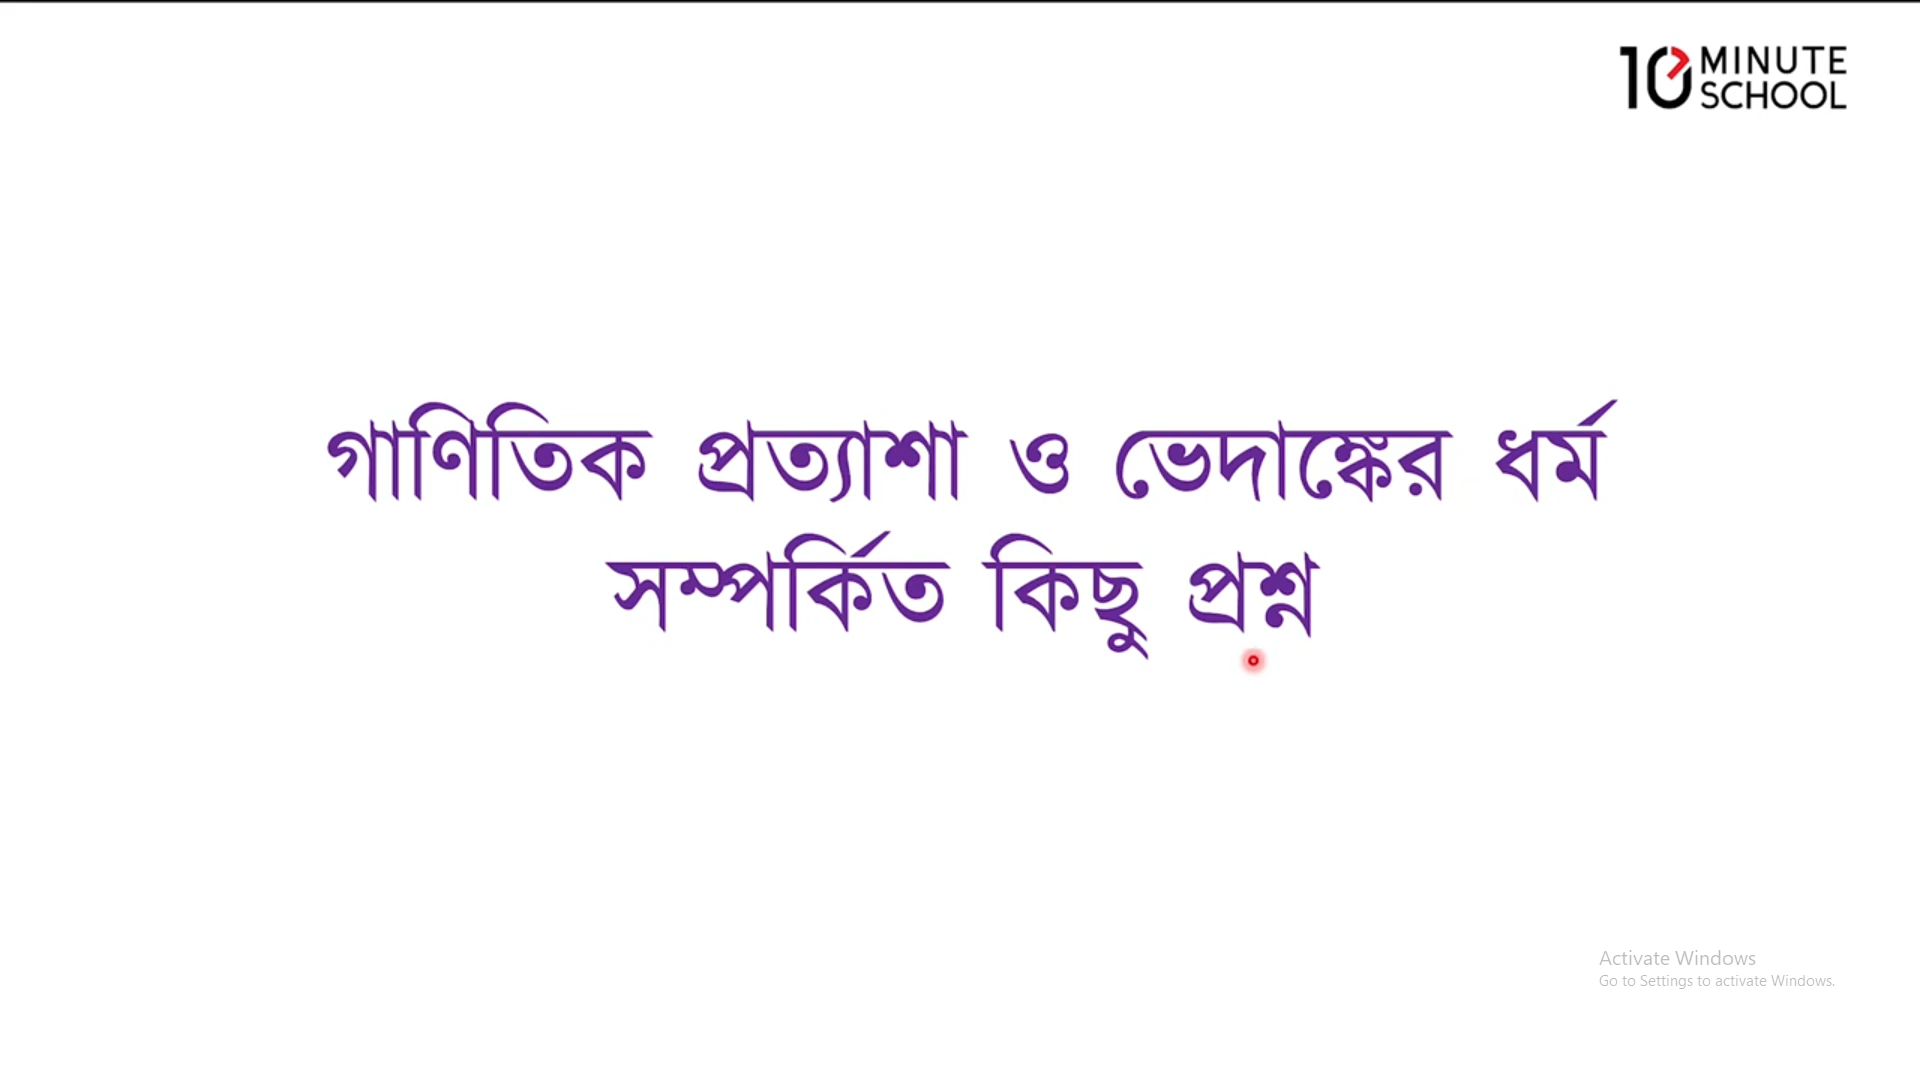 10 MINUTE
SCHOOL
গাণিতিক প্রত্যাশা ও ভেদাঙ্কের ধর্ম
সম্পর্কিত কিছু প্রশ্ন
Activate Windows
Go to Settings to activate Windows.